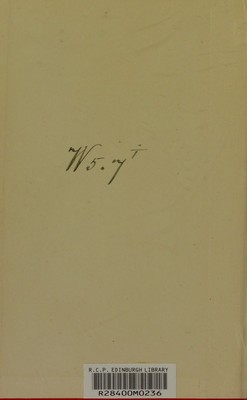 W5.7+
R.C.P. EDINBURGH LIBRARY
R28400M0236